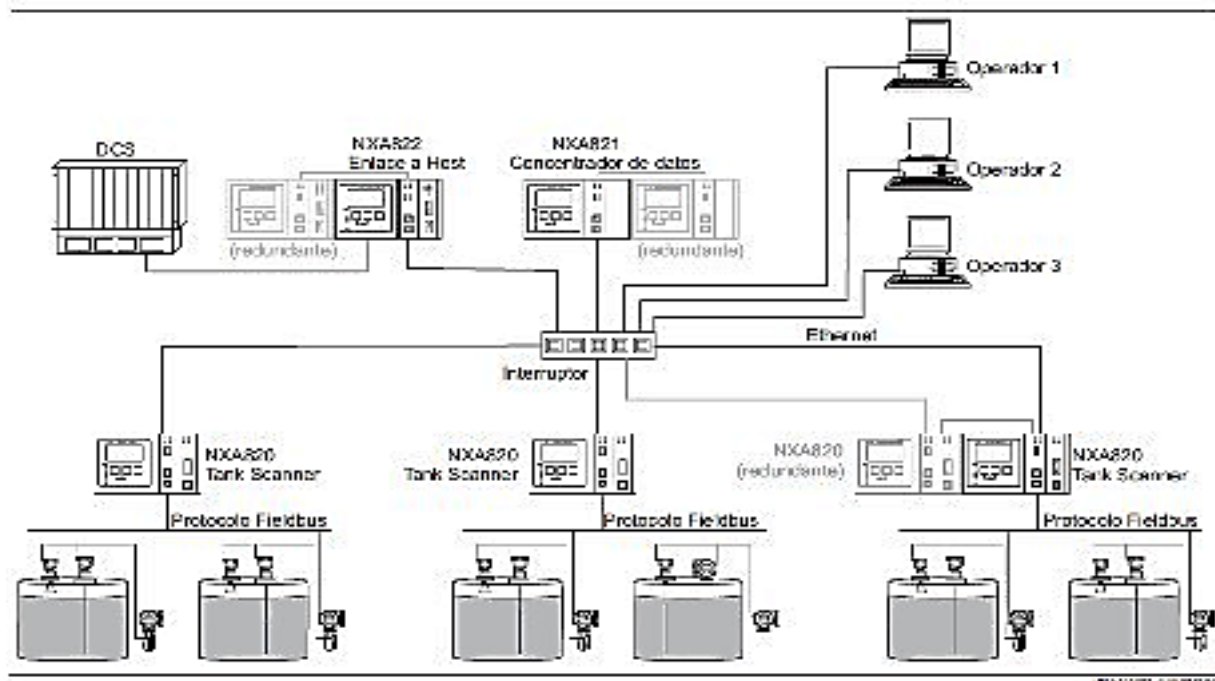 Operador 1
DCS
NXA822
Enlace a Host
NXA821
Concentrador de datos
Operador 2
(redundante)
(redundante)
Operador 3
Ethernet
Interruptor
NXA820
Tank Scanner
NXA820
Tank Scanner
NXA820
(redundante)
NXA820
Tank Scanner
Protocolo Fieldbus
Protocolo Fieldbus
Protocolo Fieldbus